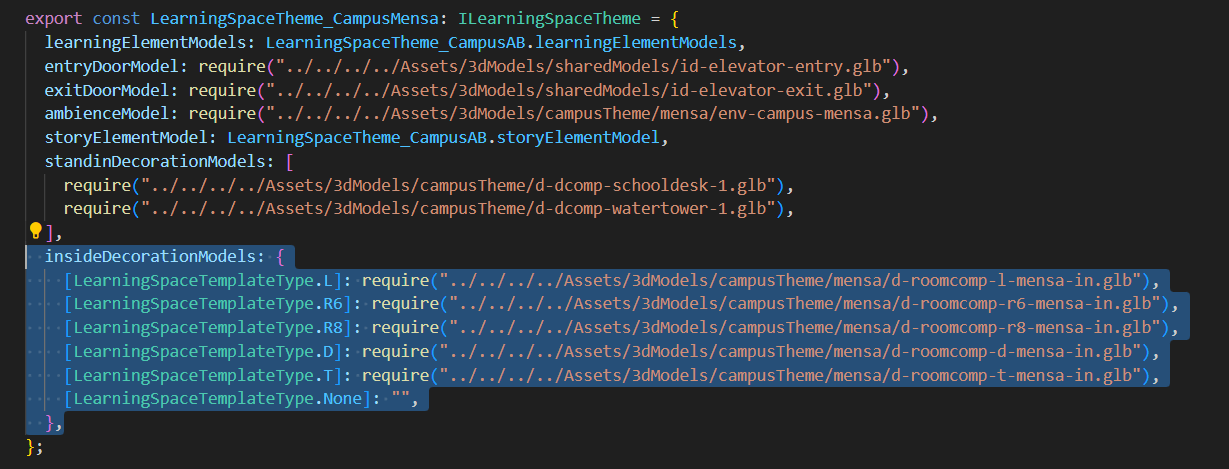 export const LearningSpaceTheme_CampusMensa: ILearningSpaceTheme = {
  learningElementModels: LearningSpaceTheme_CampusAB.learningElementModels,
  entryDoorModel: require("../../../../Assets/3dModels/sharedModels/id-elevator-entry.glb"),
  exitDoorModel: require("../../../../Assets/3dModels/sharedModels/id-elevator-exit.glb"),
  ambienceModel: require("../../../../Assets/3dModels/campusTheme/mensa/env-campus-mensa.glb"),
  storyElementModel: LearningSpaceTheme_CampusAB.storyElementModel,
  standinDecorationModels: [
    require("../../../../Assets/3dModels/campusTheme/d-dcomp-schooldesk-1.glb"),
    require("../../../../Assets/3dModels/campusTheme/d-dcomp-watertower-1.glb"),
  ],
  insideDecorationModels: {
    [LearningSpaceTemplateType.L]: require("../../../../Assets/3dModels/campusTheme/mensa/d-roomcomp-l-mensa-in.glb"),
    [LearningSpaceTemplateType.R6]: require("../../../../Assets/3dModels/campusTheme/mensa/d-roomcomp-r6-mensa-in.glb"),
    [LearningSpaceTemplateType.R8]: require("../../../../Assets/3dModels/campusTheme/mensa/d-roomcomp-r8-mensa-in.glb"),
    [LearningSpaceTemplateType.D]: require("../../../../Assets/3dModels/campusTheme/mensa/d-roomcomp-d-mensa-in.glb"),
    [LearningSpaceTemplateType.T]: require("../../../../Assets/3dModels/campusTheme/mensa/d-roomcomp-t-mensa-in.glb"),
    [LearningSpaceTemplateType.None]: "",
  },
};